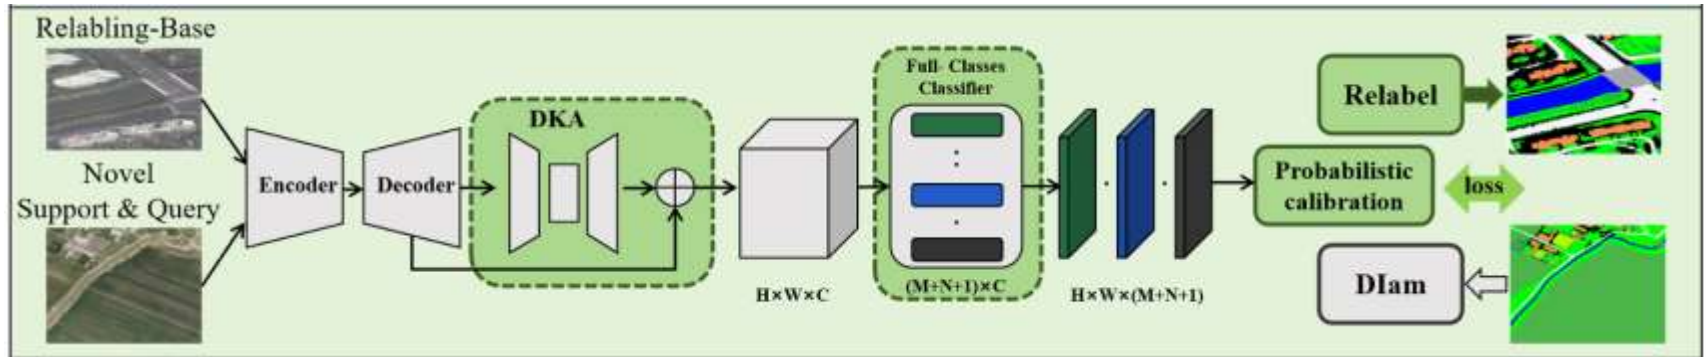 Relabling-Base
Novel
Support & Query
Encoder
Decoder
DKA
H×W×C
Full- Classes
Classifier
(M+N+1)×C
H×W×(M+N+1)
Relabel
Probabilistic
calibration
loss
DIam